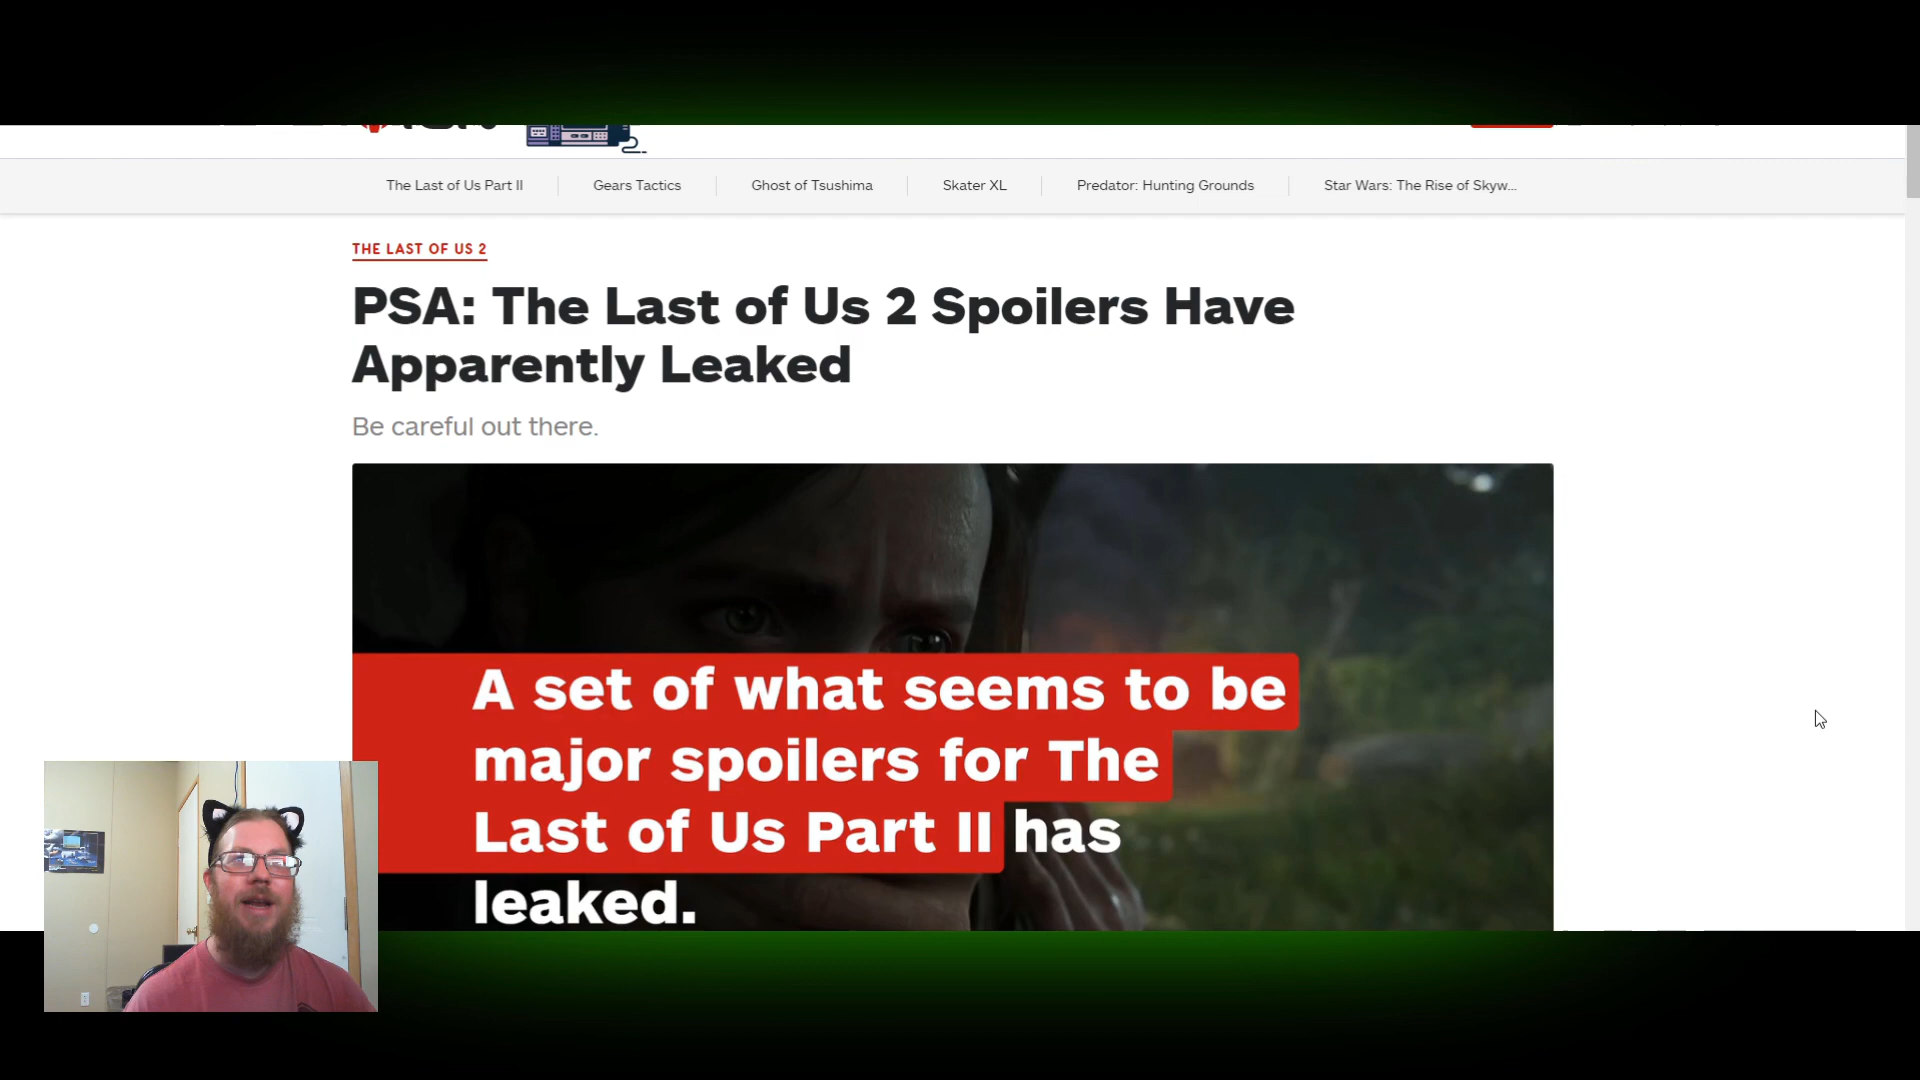 The Last of Us Part II
Gears Tactics
Ghost of Tsushima
Skater XL
Predator: Hunting Grounds
Star Wars: The Rise of Skyw...
THE LAST OF US 2
PSA: The Last of Us 2 Spoilers Have
Apparently Leaked
Be careful out there.
A set of what seems to be
major spoilers for The
Last of Us Part II has
leaked.